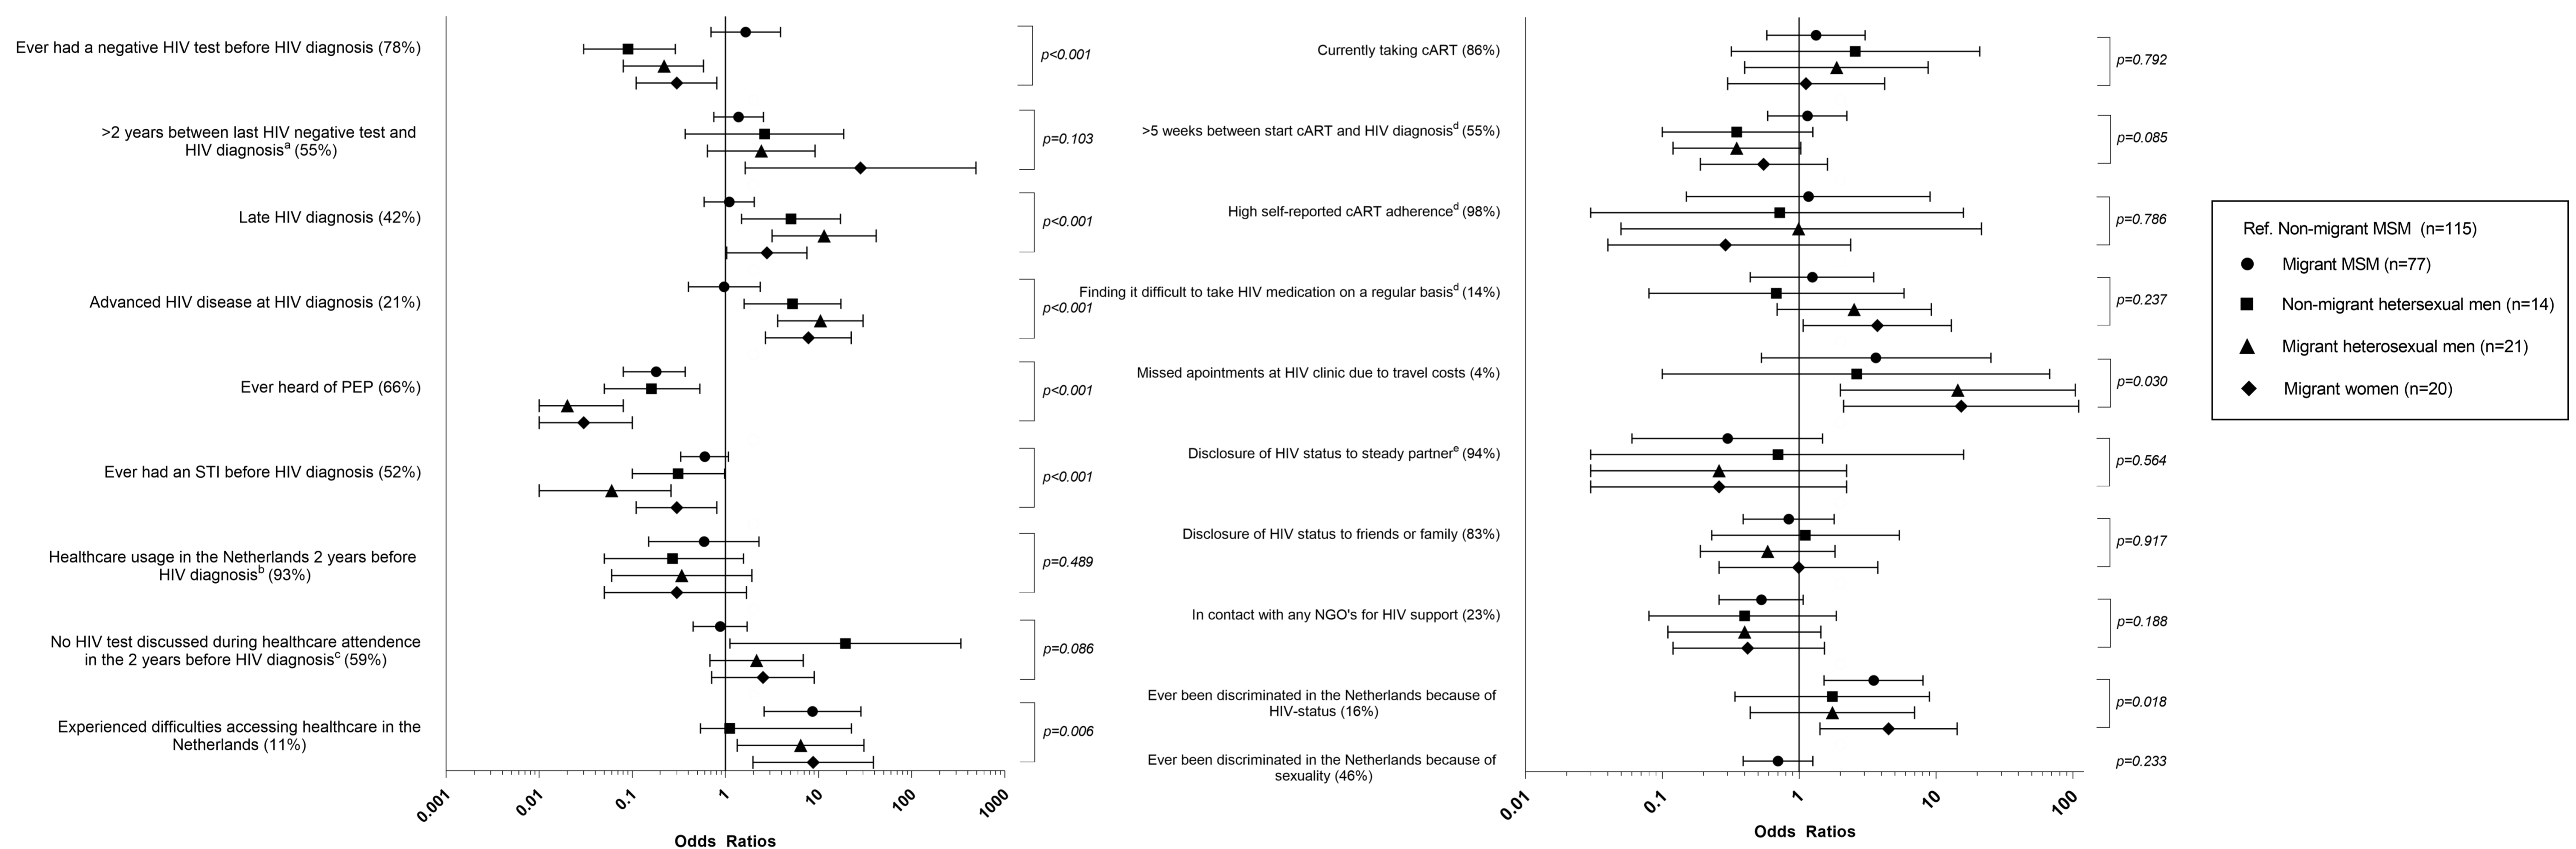 Ever had a negative HIV test before HIV diagnosis (78%)
p<0.001
>2 years between last HIV negative test and
HIV diagnosisᵃ (55%)
p=0.103
Late HIV diagnosis (42%)
p<0.001
Advanced HIV disease at HIV diagnosis (21%)
p<0.001
Ever heard of PEP (66%)
p<0.001
Ever had an STI before HIV diagnosis (52%)
p<0.001
Healthcare usage in the Netherlands 2 years before
HIV diagnosisᵇ (93%)
p=0.489
No HIV test discussed during healthcare attendence
in the 2 years before HIV diagnosisᶜ (59%)
p=0.086
Experienced difficulties accessing healthcare in the
Netherlands (11%)
p=0.006
0.001 0.01 0.1 1 10 100 1000
Odds Ratios
Currently taking cART (86%)
p=0.792
>5 weeks between start cART and HIV diagnosisᵈ (55%)
p=0.085
High self-reported cART adherenceᵈ (98%)
p=0.786
Finding it difficult to take HIV medication on a regular basisᵈ (14%)
p=0.237
Missed apointments at HIV clinic due to travel costs (4%)
p=0.030
Disclosure of HIV status to steady partnerᵉ (94%)
p=0.564
Disclosure of HIV status to friends or family (83%)
p=0.917
In contact with any NGO's for HIV support (23%)
p=0.188
Ever been discriminated in the Netherlands because of
HIV-status (16%)
p=0.018
Ever been discriminated in the Netherlands because of
sexuality (46%)
p=0.233
0.01 0.1 1 10 100
Odds Ratios
Ref. Non-migrant MSM (n=115)
Migrant MSM (n=77)
Non-migrant hetersexual men (n=14)
Migrant heterosexual men (n=21)
Migrant women (n=20)